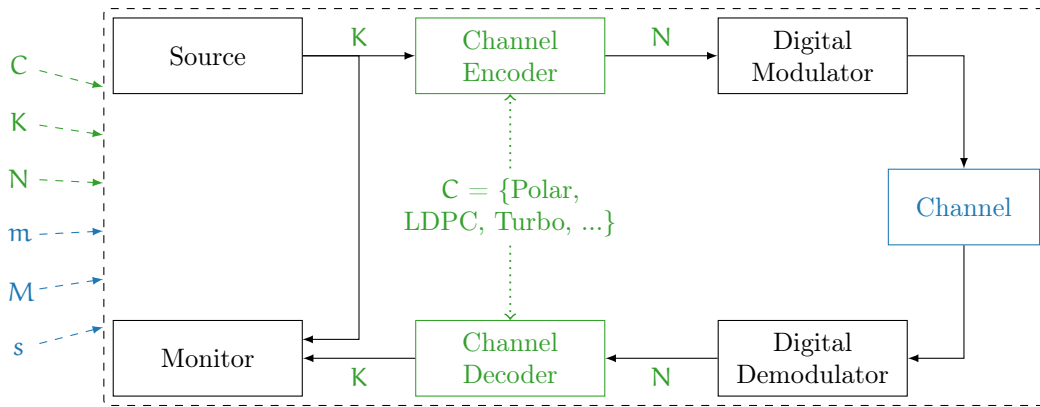 C
K
N
m
M
s
Source
K
Channel
Encoder
N
Digital
Modulator
C = {Polar,
LDPC, Turbo, ...}
Channel
Monitor
K
Channel
Decoder
N
Digital
Demodulator